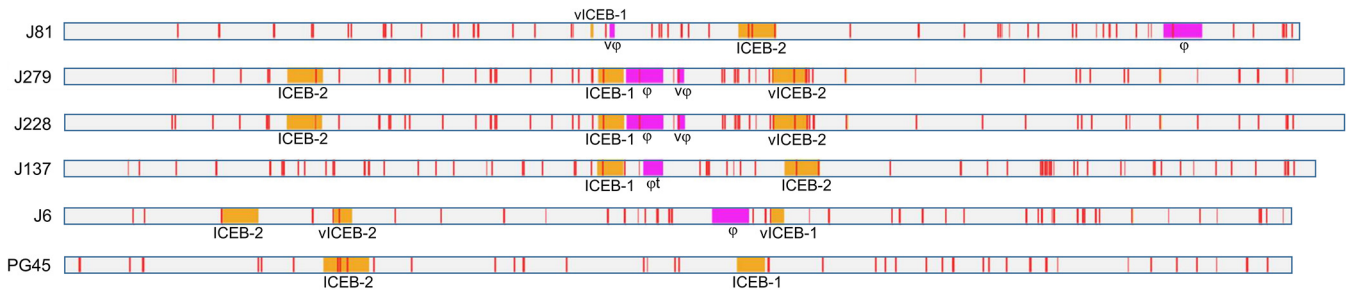 vICEB-1
J81
vφ ICEB-2 φ
J279
ICEB-2 ICEB-1 φ vφ vICEB-2
J228
ICEB-2 ICEB-1 φ vφ vICEB-2
J137
ICEB-1 φt ICEB-2
J6
ICEB-2 vICEB-2 φ vICEB-1
PG45
ICEB-2 ICEB-1